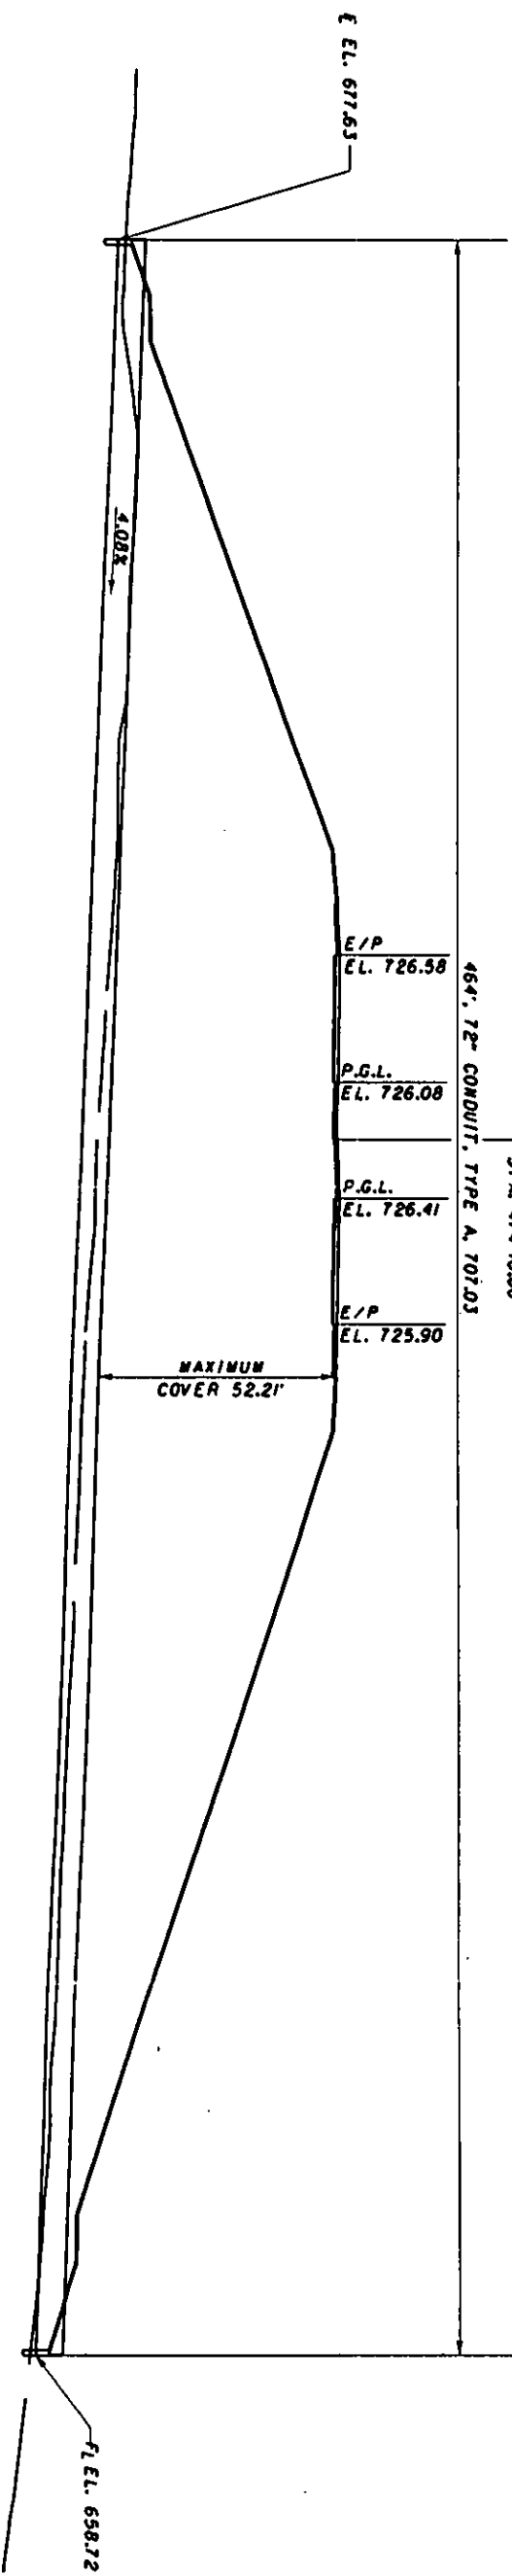 FL EL. 677.63
4.08%
E/P
EL. 726.58
P.G.L.
EL. 726.08
464', 72" CONDUIT, TYPE A, 707.03
P.G.L.
EL. 726.41
E/P
EL. 725.90
MAXIMUM
COVER 52.21'
FL EL. 658.72